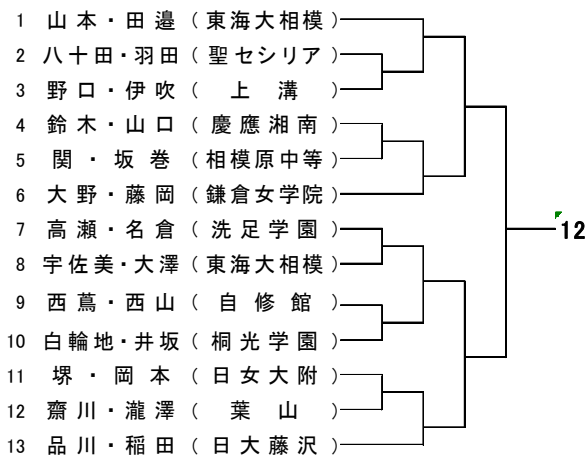 1 山本・田邉（東海大相模）
2 八十田・羽田（聖セシリア）
3 野口・伊吹（上溝）
4 鈴木・山口（慶應湘南）
5 関・坂巻（相模原中等）
6 大野・藤岡（鎌倉女学院）
7 高瀬・名倉（洗足学園）
8 宇佐美・大澤（東海大相模）
9 西蔦・西山（自修館）
10 白輪地・井坂（桐光学園）
11 堺・岡本（日女大附）
12 齋川・瀧澤（葉山）
13 品川・稲田（日大藤沢）
12